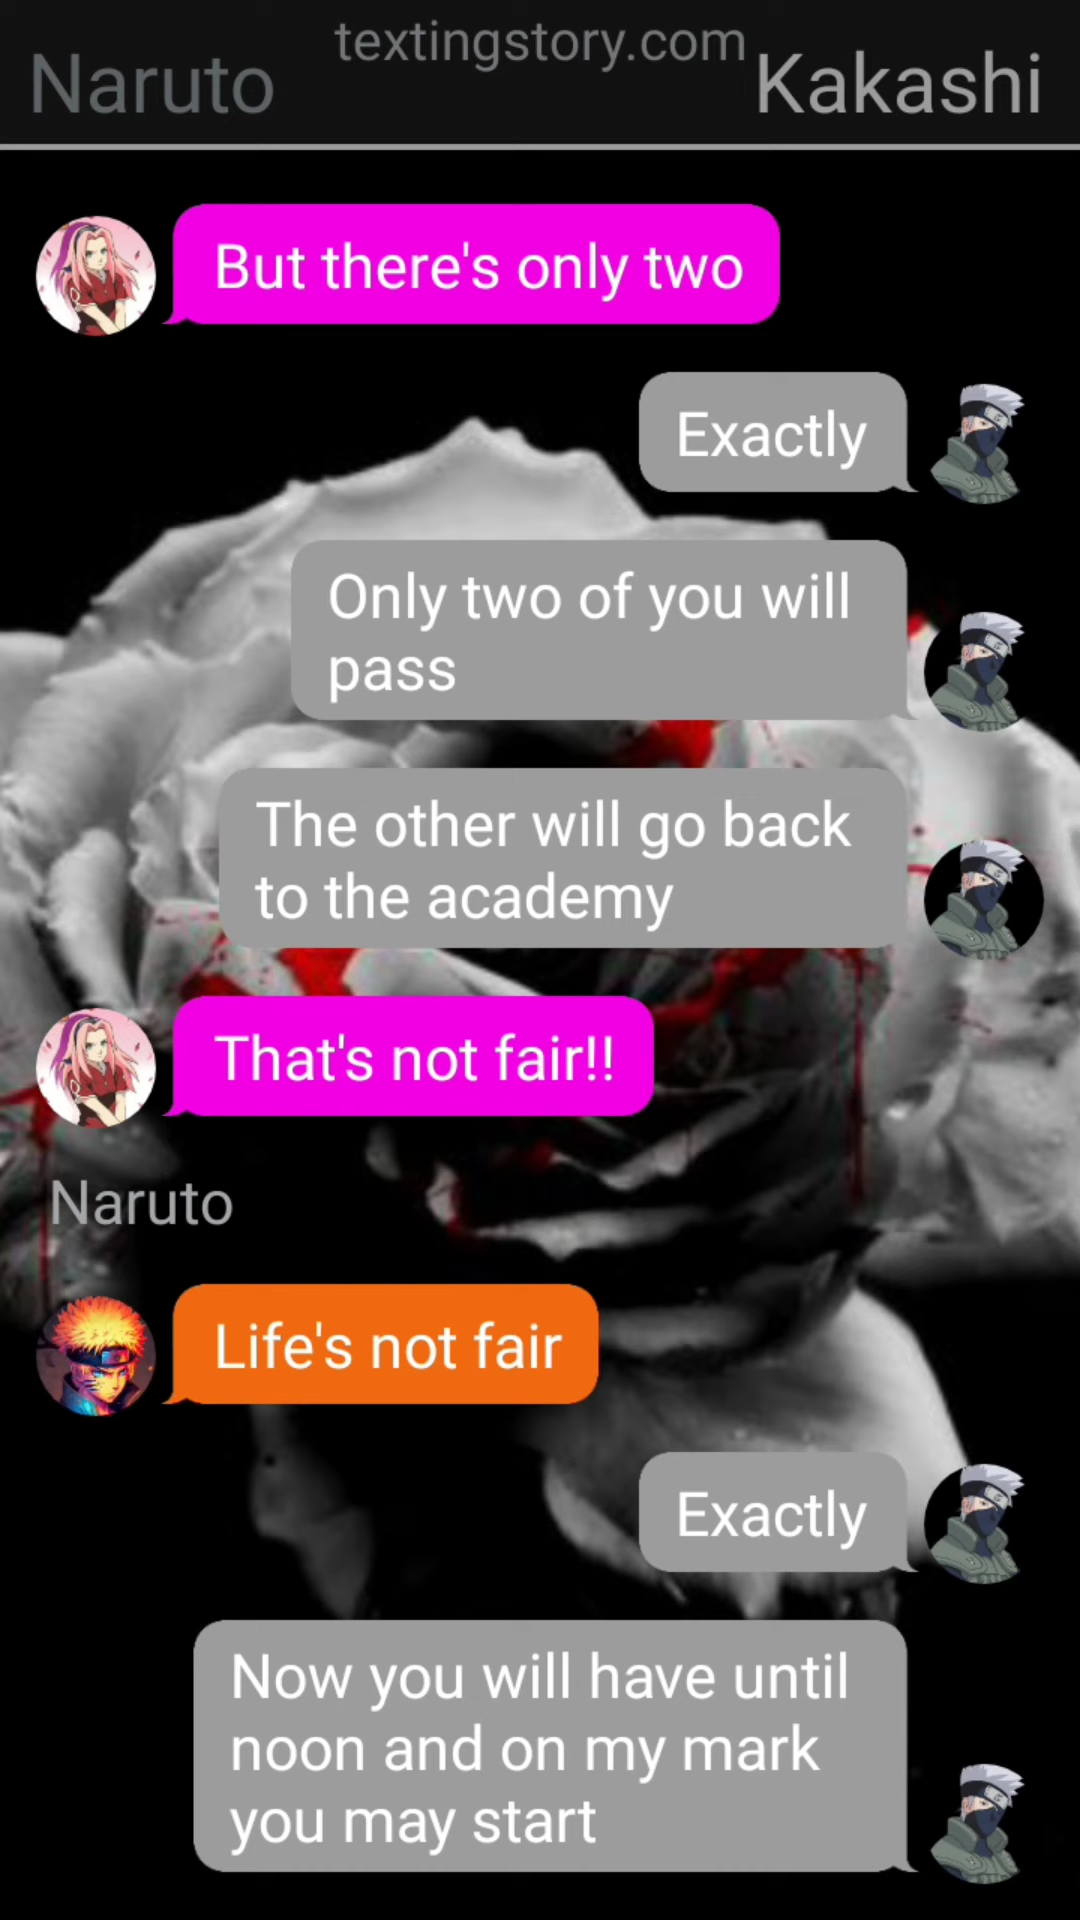 textingstory.com
Naruto
Kakashi
But there's only two
Exactly
Only two of you will
pass
The other will go back
to the academy
That's not fair!!
Naruto
Life's not fair
Exactly
Now you will have until
noon and on my mark
you may start